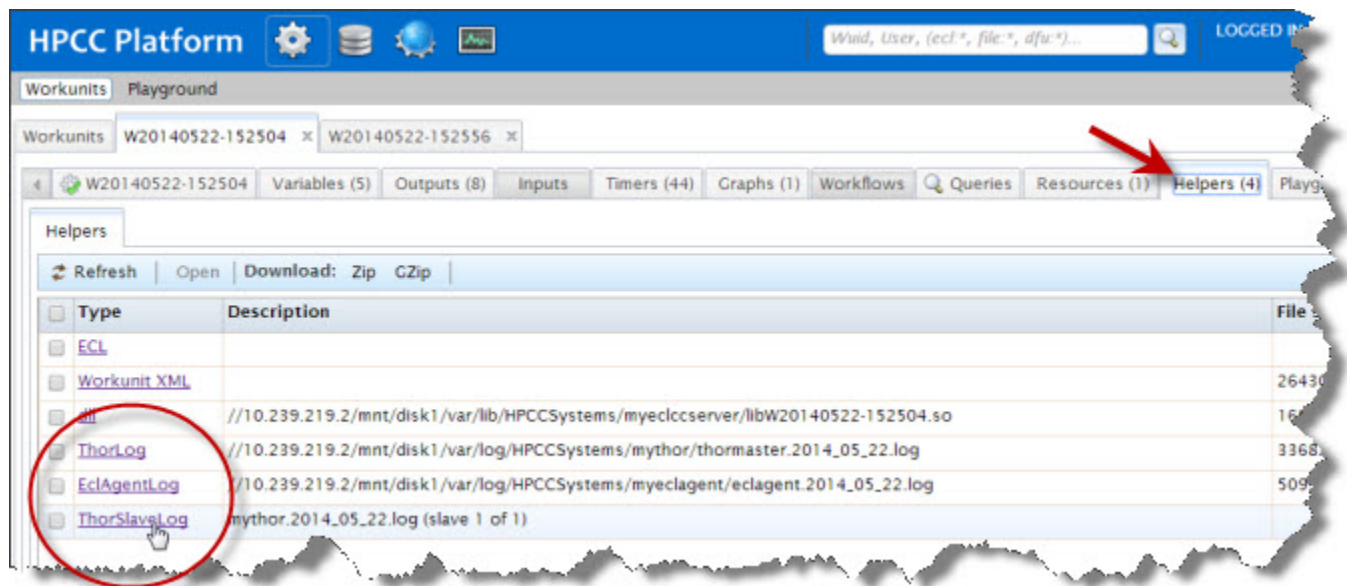 HPCC Platform Wuid, User, (ecl:*, file:*, dfu:*)... LOGGED IN
Workunits Playground
Workunits W20140522-152504 x W20140522-152556 x
W20140522-152504 Variables (5) Outputs (8) Inputs Timers (44) Graphs (1) Workflows Queries Resources (1) Helpers (4)
Helpers
Refresh Open Download: Zip GZip
Type Description File
ECL
Workunit XML 2643
dll //10.239.219.2/mnt/disk1/var/lib/HPCCSystems/myeclccserver/libW20140522-152504.so
ThorLog //10.239.219.2/mnt/disk1/var/log/HPCCSystems/mythor/thormaster.2014_05_22.log 3368
EclAgentLog //10.239.219.2/mnt/disk1/var/log/HPCCSystems/myeclagent/eclagent.2014_05_22.log 509
ThorSlaveLog mythor.2014_05_22.log (slave 1 of 1)